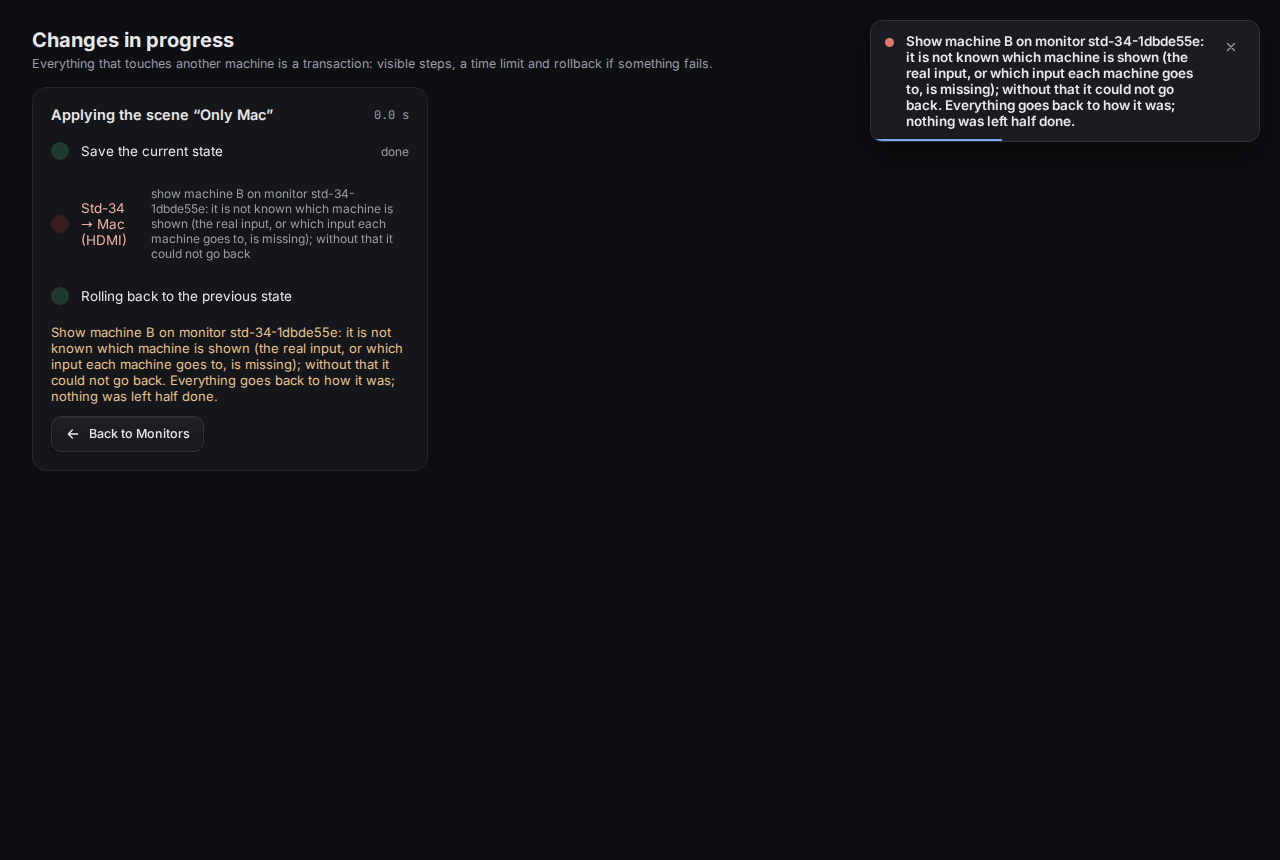 Changes in progress
Everything that touches another machine is a transaction: visible steps, a time limit and rollback if something fails.
Applying the scene “Only Mac”
0.0 s
Save the current state
done
Std-34
→ Mac
(HDMI)
show machine B on monitor std-34-
1dbde55e: it is not known which machine is
shown (the real input, or which input each
machine goes to, is missing); without that it
could not go back
Rolling back to the previous state
Show machine B on monitor std-34-1dbde55e: it is not
known which machine is shown (the real input, or which
input each machine goes to, is missing); without that it
could not go back. Everything goes back to how it was;
nothing was left half done.
← Back to Monitors
Show machine B on monitor std-34-1dbde55e:
it is not known which machine is shown (the
real input, or which input each machine goes
to, is missing); without that it could not go
back. Everything goes back to how it was;
nothing was left half done.